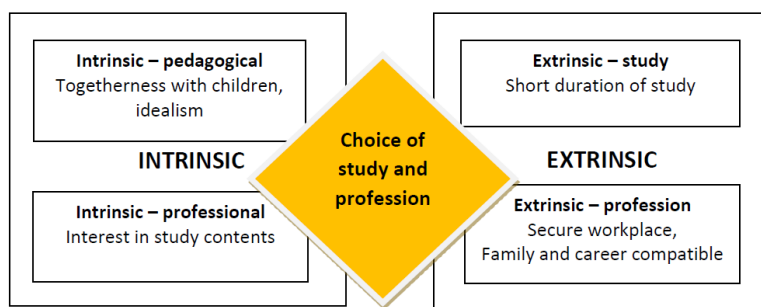 Intrinsic – pedagogical
Togetherness with children,
idealism
INTRINSIC
Intrinsic – professional
Interest in study contents
Choice of
study and
profession
Extrinsic – study
Short duration of study
EXTRINSIC
Extrinsic – profession
Secure workplace,
Family and career compatible